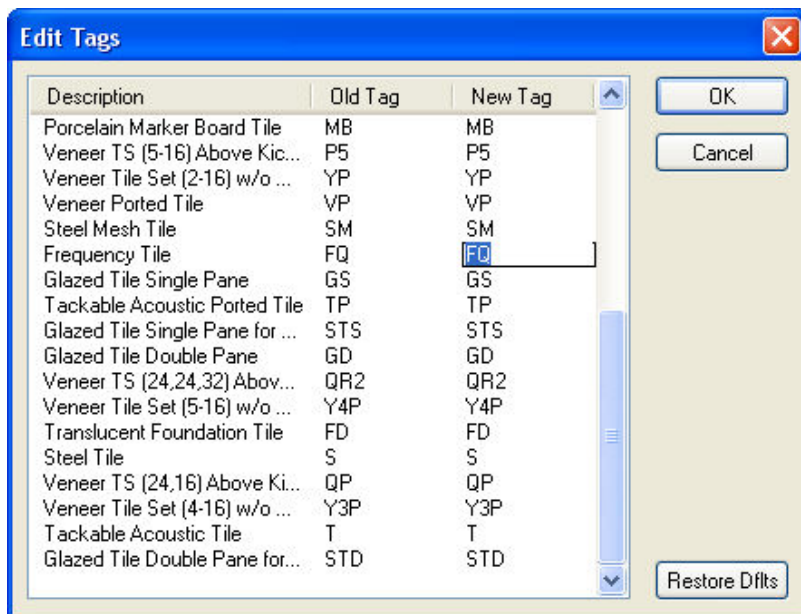 Edit Tags
Description Old Tag New Tag OK
Porcelain Marker Board Tile MB MB
Veneer TS (5-16) Above Kic... P5 P5 Cancel
Veneer Tile Set (2-16) w/o ... YP YP
Veneer Ported Tile VP VP
Steel Mesh Tile SM SM
Frequency Tile FQ FQ
Glazed Tile Single Pane GS GS
Tackable Acoustic Ported Tile TP TP
Glazed Tile Single Pane for ... STS STS
Glazed Tile Double Pane GD GD
Veneer TS (24,24,32) Abov... QR2 QR2
Veneer Tile Set (5-16) w/o ... Y4P Y4P
Translucent Foundation Tile FD FD
Steel Tile S S
Veneer TS (24,16) Above Ki... QP QP
Veneer Tile Set (4-16) w/o ... Y3P Y3P
Tackable Acoustic Tile T T
Glazed Tile Double Pane for... STD STD
Restore Dflts